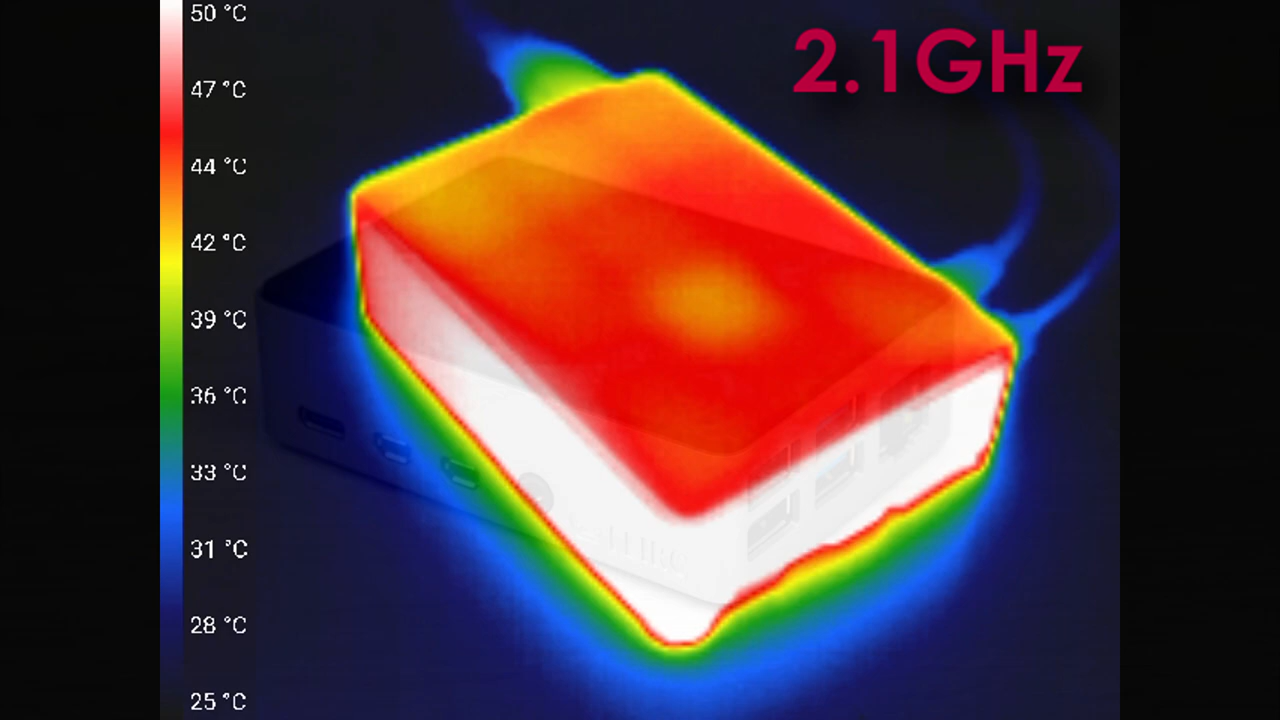 50 °C
2.1GHz
47 °C
44 °C
42 °C
39 °C
36 °C
33 °C
31 °C
28 °C
25 °C